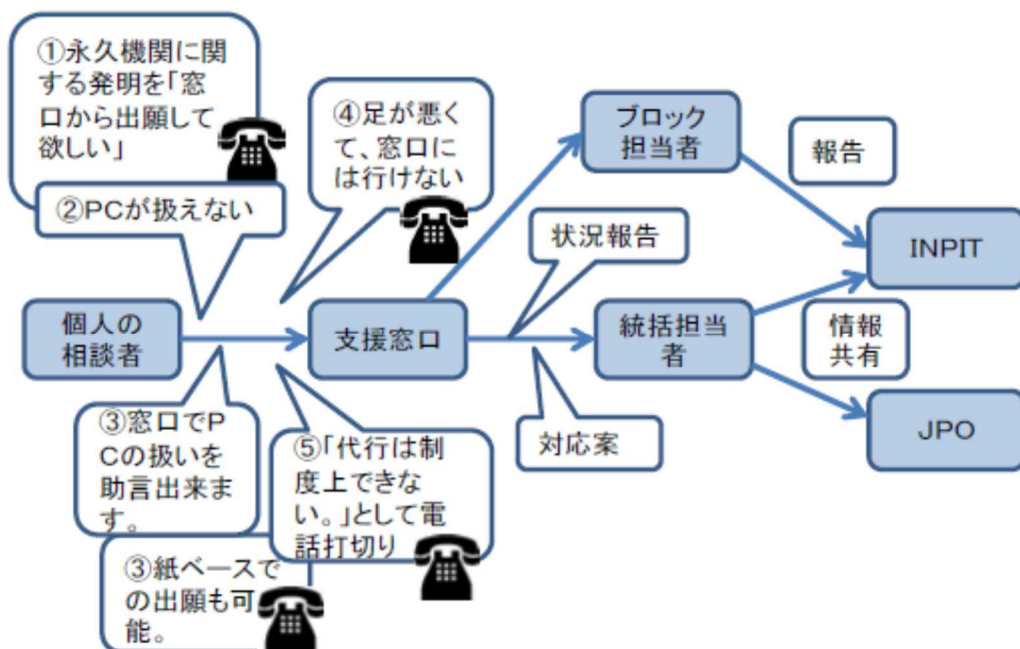 ①永久機関に関
する発明を「窓
口から出願して
欲しい」
②PCが扱えない
④足が悪く
て、窓口に
は行けない
ブロック
担当者
報告
状況報告
INPIT
個人の
相談者
支援窓口
統括担当
者
情報
共有
③窓口でP
Cの扱いを
助言出来ま
す。
⑤「代行は制
度上できな
い。」として電
話打切り
対応案
JPO
③紙ベースで
の出願も可
能。